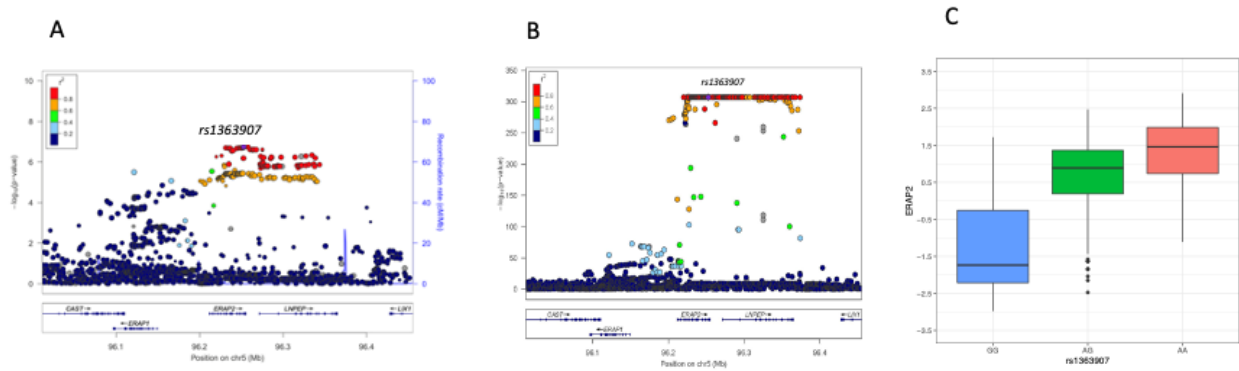 A
rs1363907
r²
0.8
0.6
0.4
0.2
10
8
6
4
2
0
−log10(p−value)
100
80
60
40
20
0
Recombination rate (cM/Mb)
CAST→
ERAP2→
LNPEP→
←LIX1
←ERAP1
96.1
96.2
96.3
96.4
Position on chr5 (Mb)
B
rs1363907
r²
0.8
0.6
0.4
0.2
350
300
250
200
150
100
50
0
−log10(p−value)
CAST→
ERAP2→
LNPEP→
←LIX1
←ERAP1
96.1
96.2
96.3
96.4
Position on chr5 (Mb)
C
3.5
2.5
1.5
0.5
−0.5
−1.5
−2.5
−3.5
ERAP2
GG
AG
AA
rs1363907